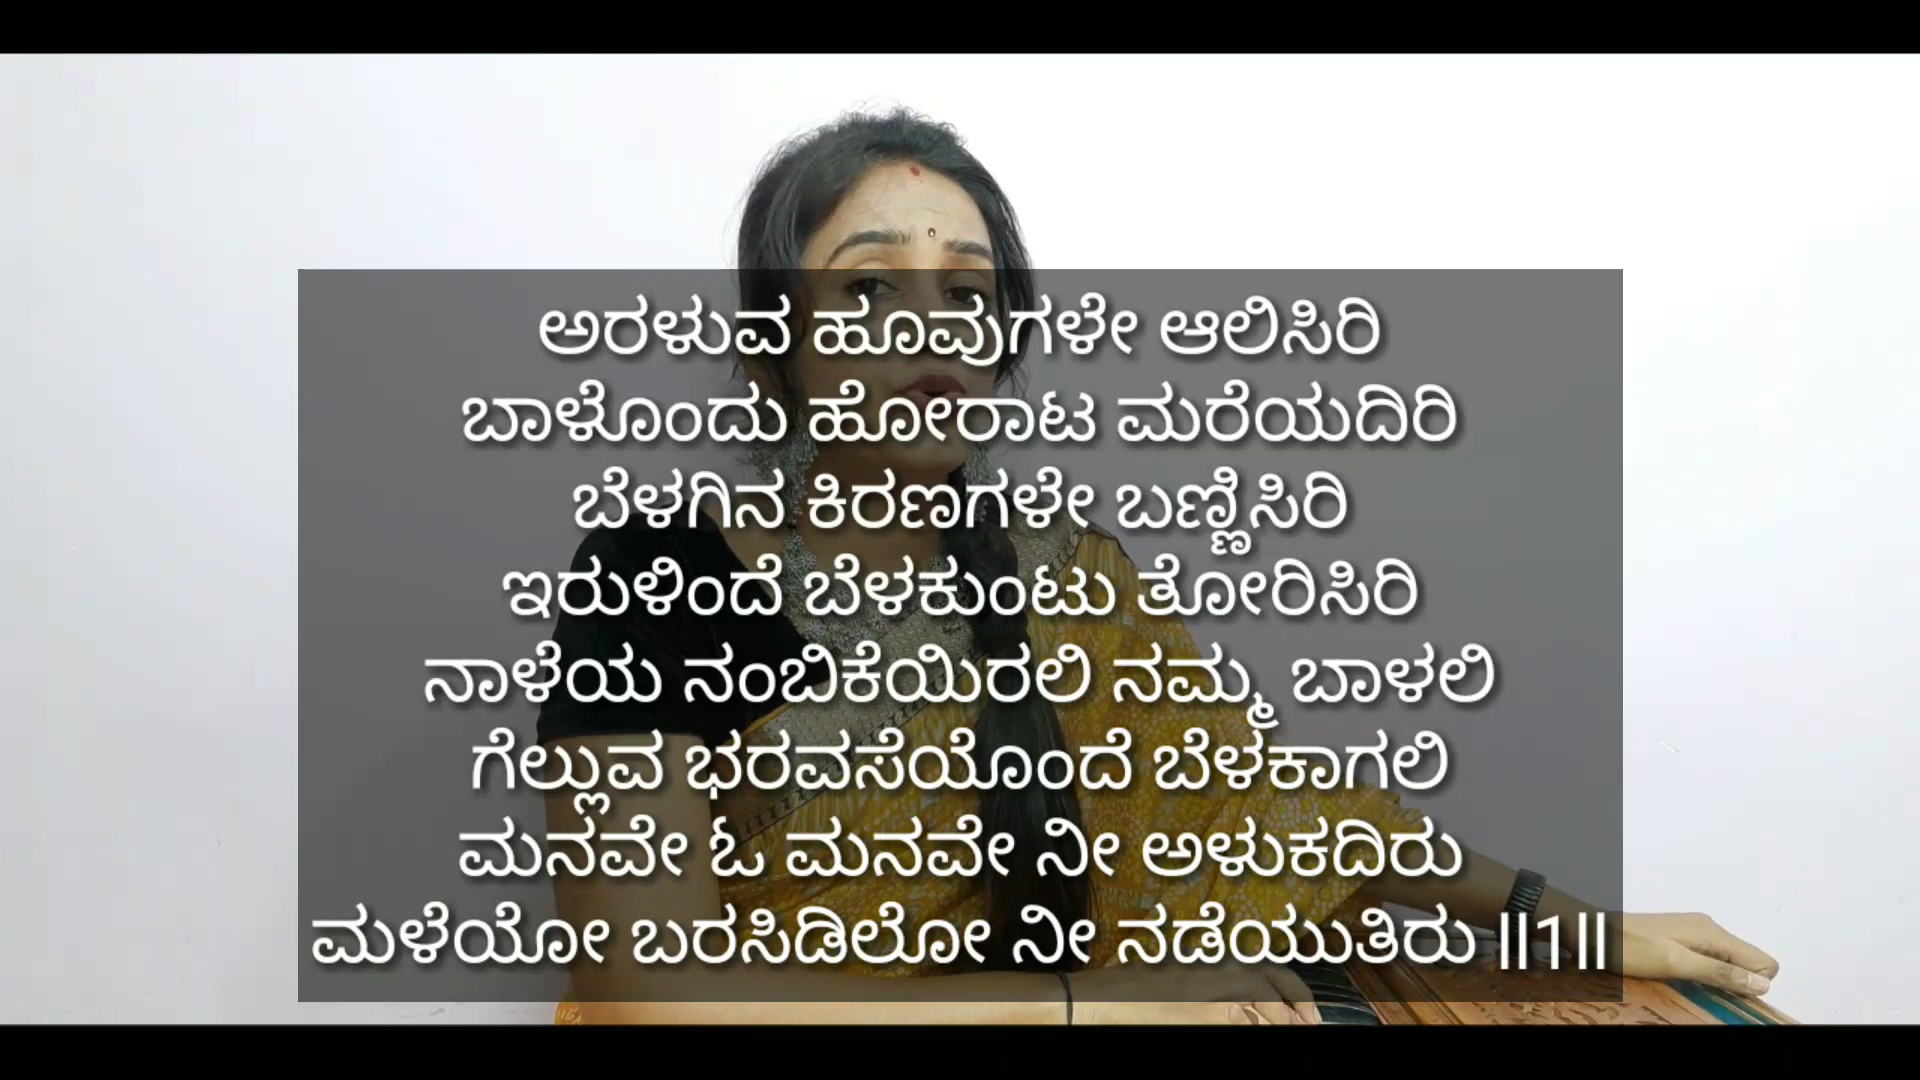 ಅರಳುವ ಹೂವುಗಳೇ ಆಲಿಸಿರಿ
ಬಾಳೊಂದು ಹೋರಾಟ ಮರೆಯದಿರಿ
ಬೆಳಗಿನ ಕಿರಣಗಳೇ ಬಣ್ಣಿಸಿರಿ
ಇರುಳಿಂದೆ ಬೆಳಕುಂಟು ತೋರಿಸಿರಿ
ನಾಳೆಯ ನಂಬಿಕೆಯಿರಲಿ ನಮ್ಮ ಬಾಳಲಿ
ಗೆಲ್ಲುವ ಭರವಸೆಯೊಂದೆ ಬೆಳಕಾಗಲಿ
ಮನವೇ ಓ ಮನವೇ ನೀ ಅಳುಕದಿರು
ಮಳೆಯೋ ಬರಸಿಡಿಲೋ ನೀ ನಡೆಯುತಿರು ||1||